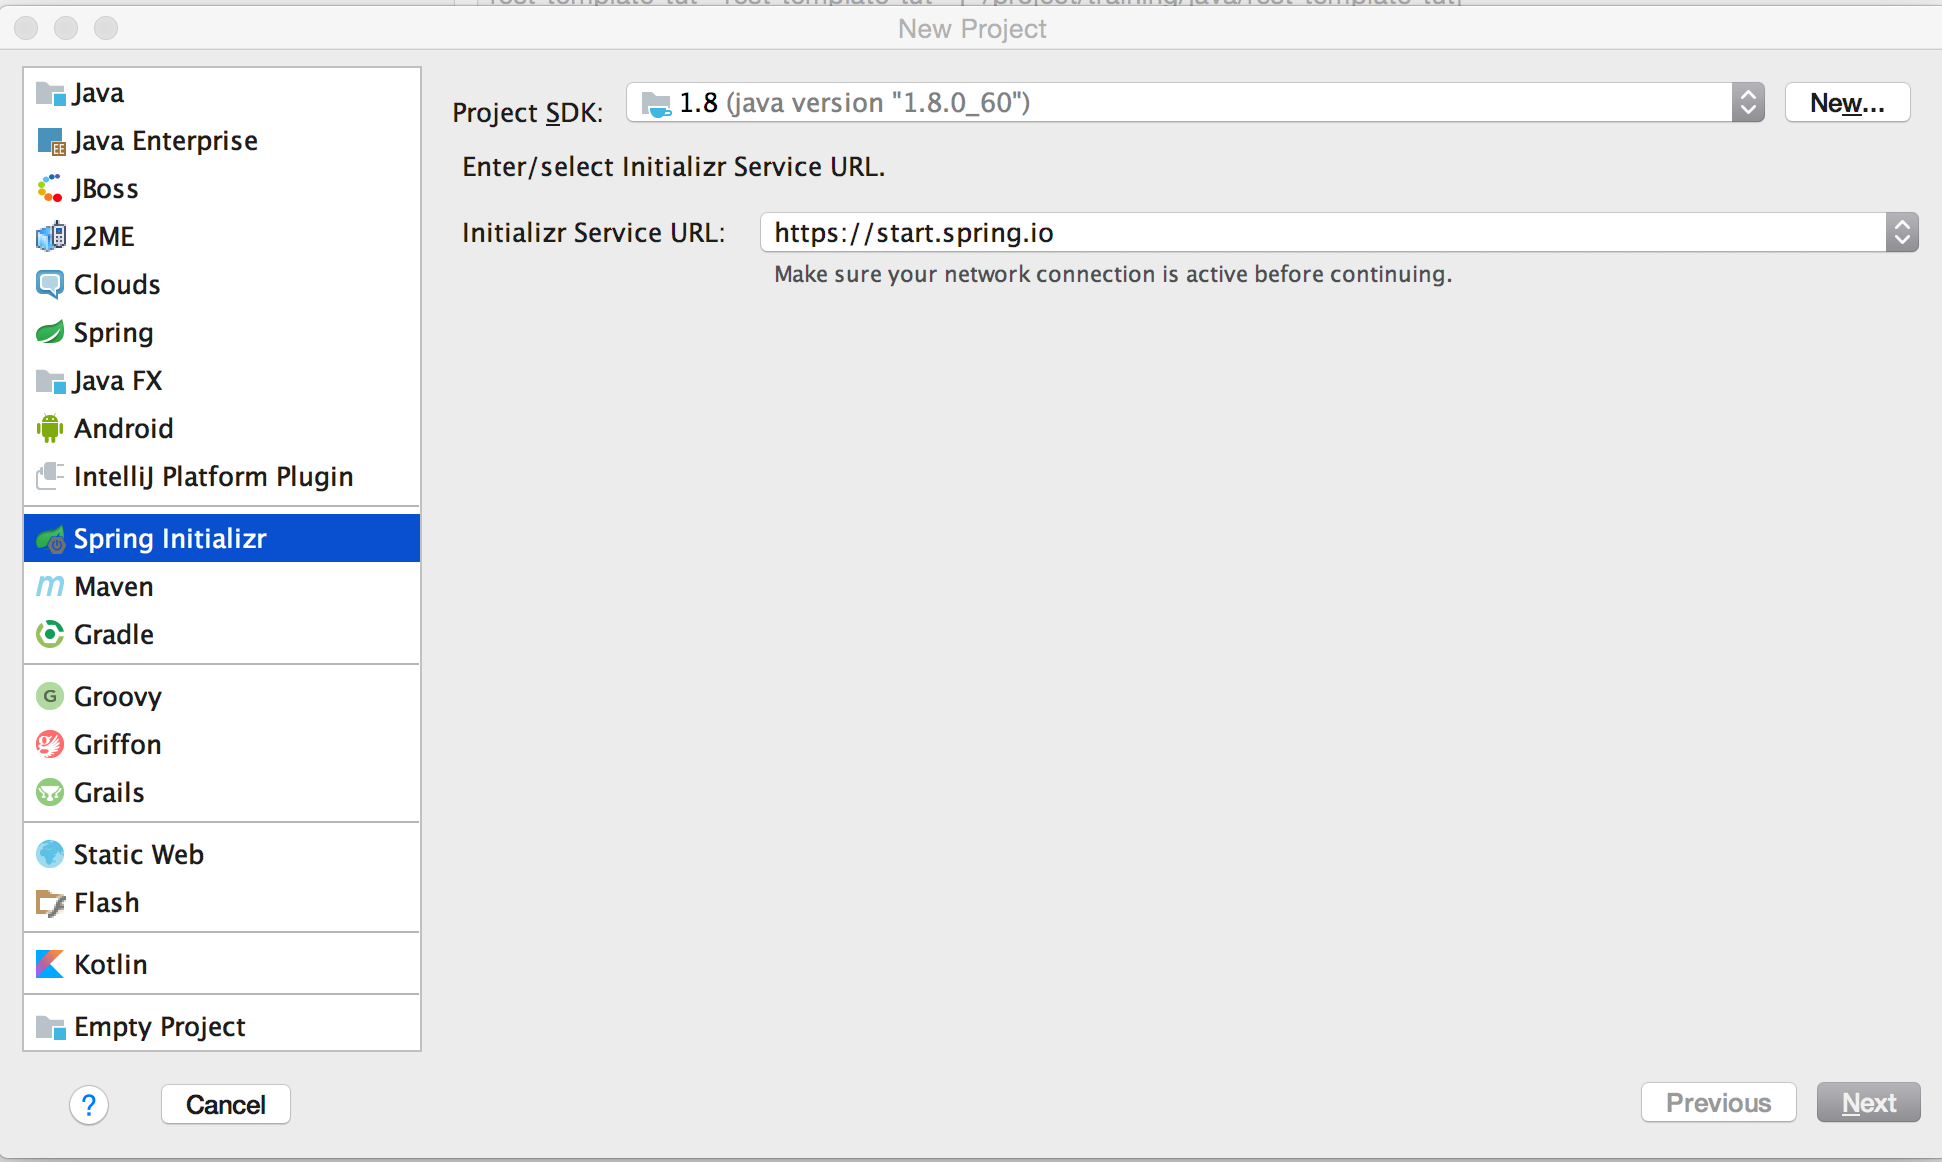 New Project
Java
Java Enterprise
JBoss
J2ME
Clouds
Spring
Java FX
Android
IntelliJ Platform Plugin
Spring Initializr
Maven
Gradle
Groovy
Griffon
Grails
Static Web
Flash
Kotlin
Empty Project
Project SDK: 1.8 (java version "1.8.0_60") New...
Enter/select Initializr Service URL.
Initializr Service URL: https://start.spring.io
Make sure your network connection is active before continuing.
? Cancel Previous Next